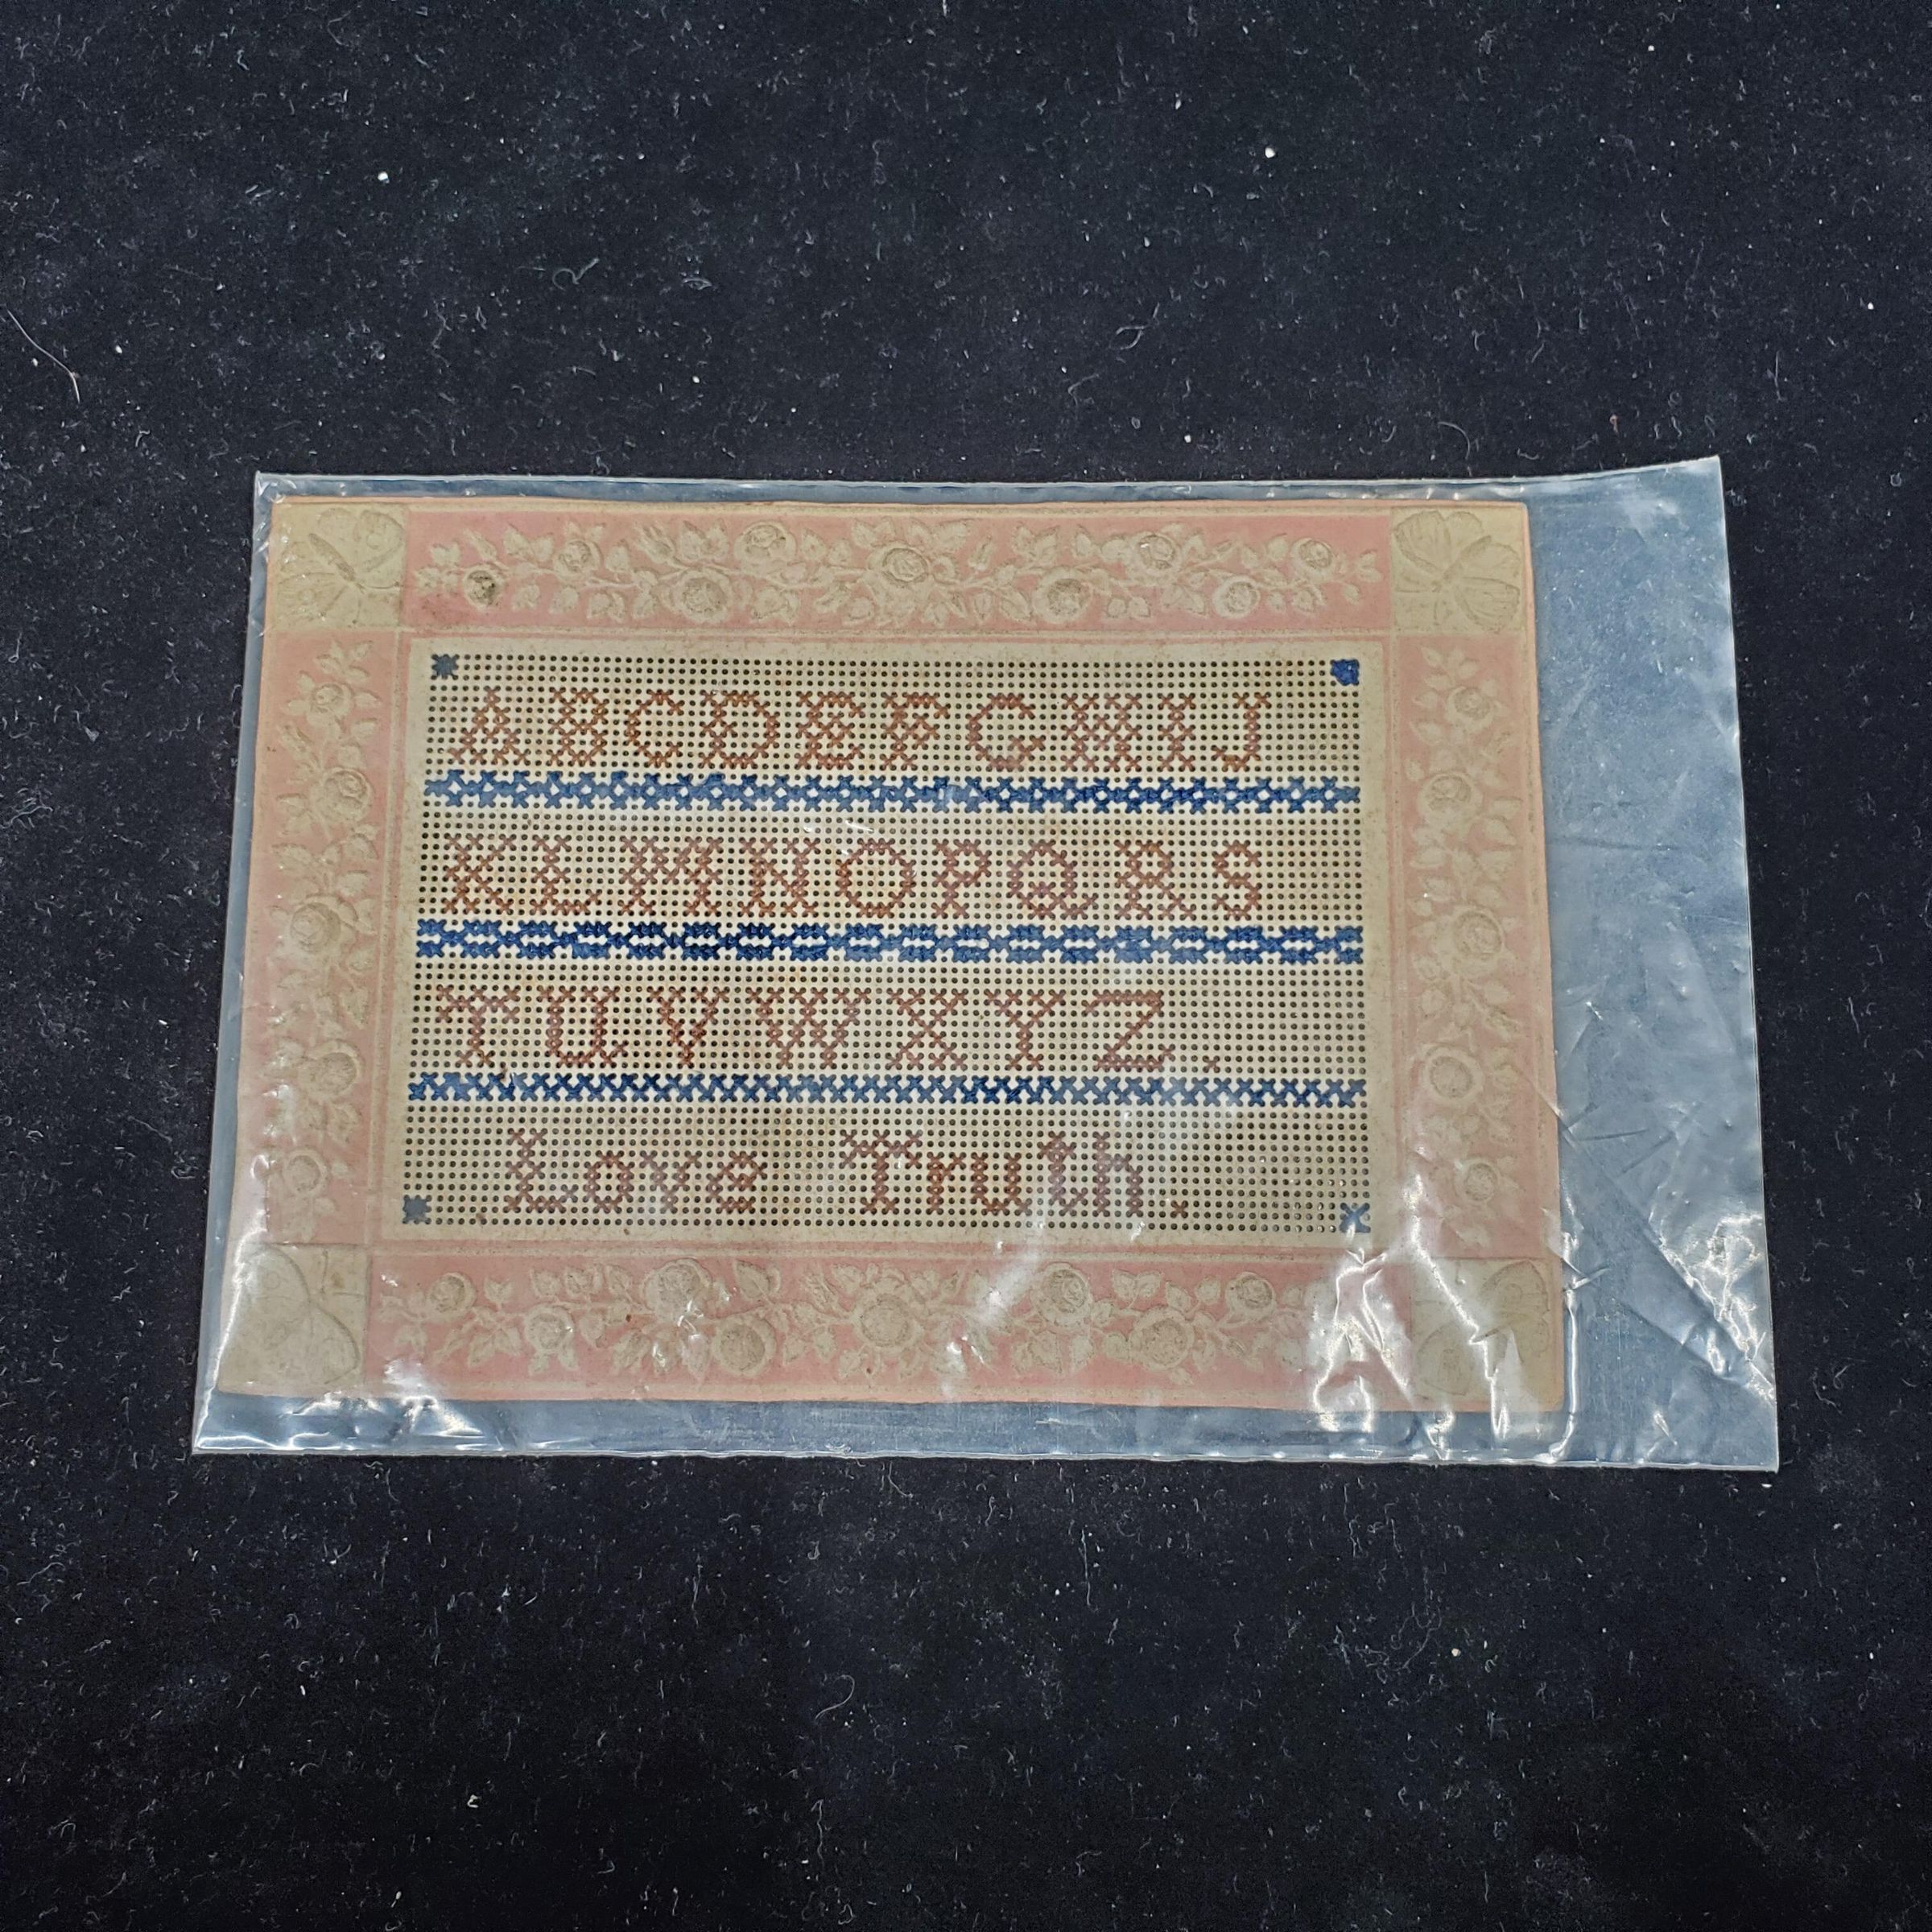 ABCDEFGHIJ
KLMNOPQRS
TUVWXYZ.
Love Truth.